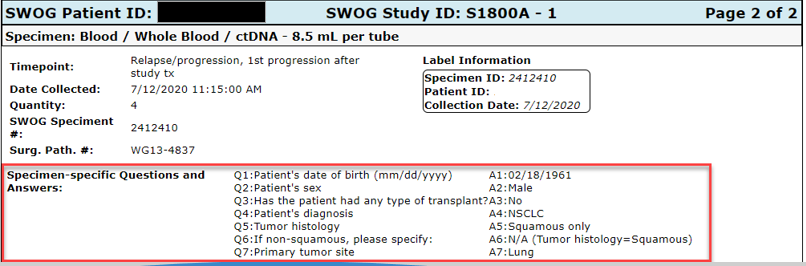 SWOG Patient ID: SWOG Study ID: S1800A - 1 Page 2 of 2
Specimen: Blood / Whole Blood / ctDNA - 8.5 mL per tube
Timepoint: Relapse/progression, 1st progression after
study tx
Date Collected: 7/12/2020 11:15:00 AM
Quantity: 4
SWOG Speciment
#: 2412410
Surg. Path. #: WG13-4837
Label Information
Specimen ID: 2412410
Patient ID:
Collection Date: 7/12/2020
Specimen-specific Questions and
Answers:
Q1:Patient's date of birth (mm/dd/yyyy) A1:02/18/1961
Q2:Patient's sex A2:Male
Q3:Has the patient had any type of transplant? A3:No
Q4:Patient's diagnosis A4:NSCLC
Q5:Tumor histology A5:Squamous only
Q6:If non-squamous, please specify: A6:N/A (Tumor histology=Squamous)
Q7:Primary tumor site A7:Lung